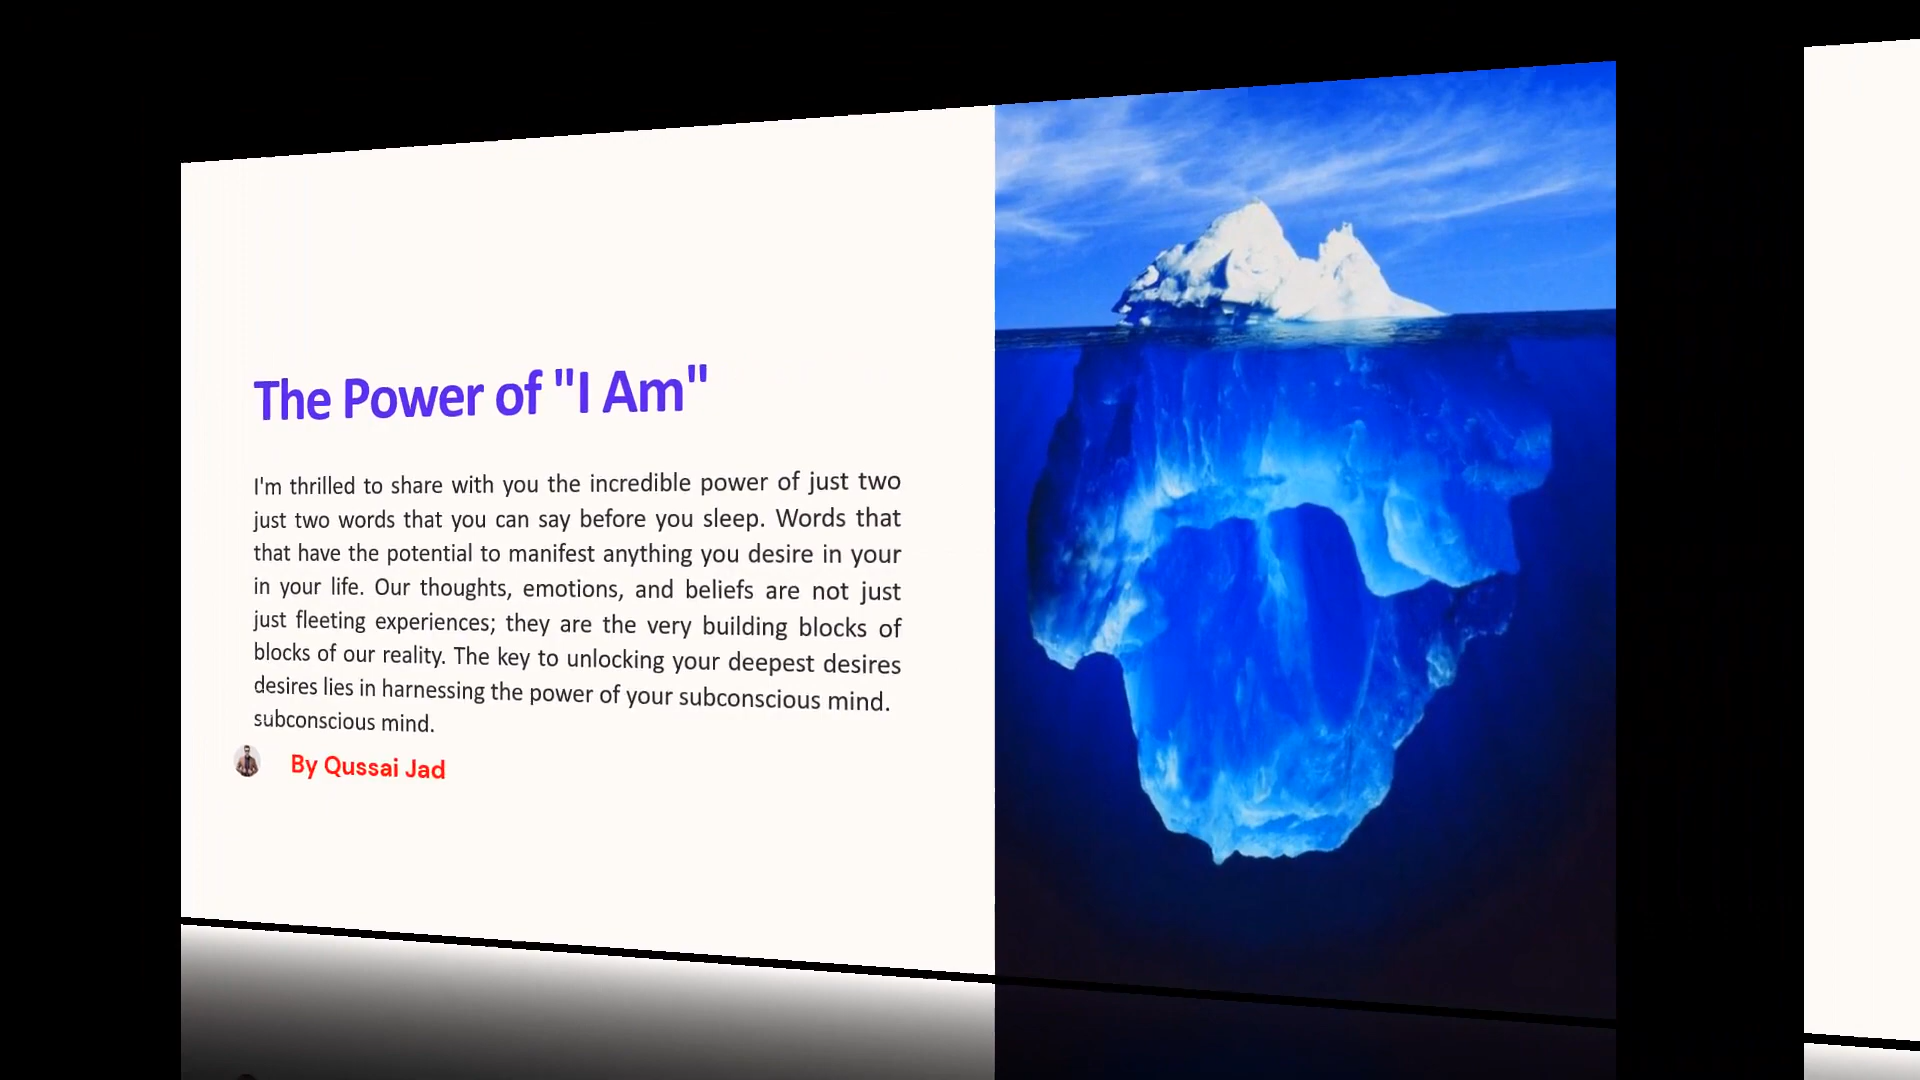 The Power of "I Am"
I'm thrilled to share with you the incredible power of just two
just two words that you can say before you sleep. Words that
that have the potential to manifest anything you desire in your
in your life. Our thoughts, emotions, and beliefs are not just
just fleeting experiences; they are the very building blocks of
blocks of our reality. The key to unlocking your deepest desires
desires lies in harnessing the power of your subconscious mind.
subconscious mind.
By Qussai Jad